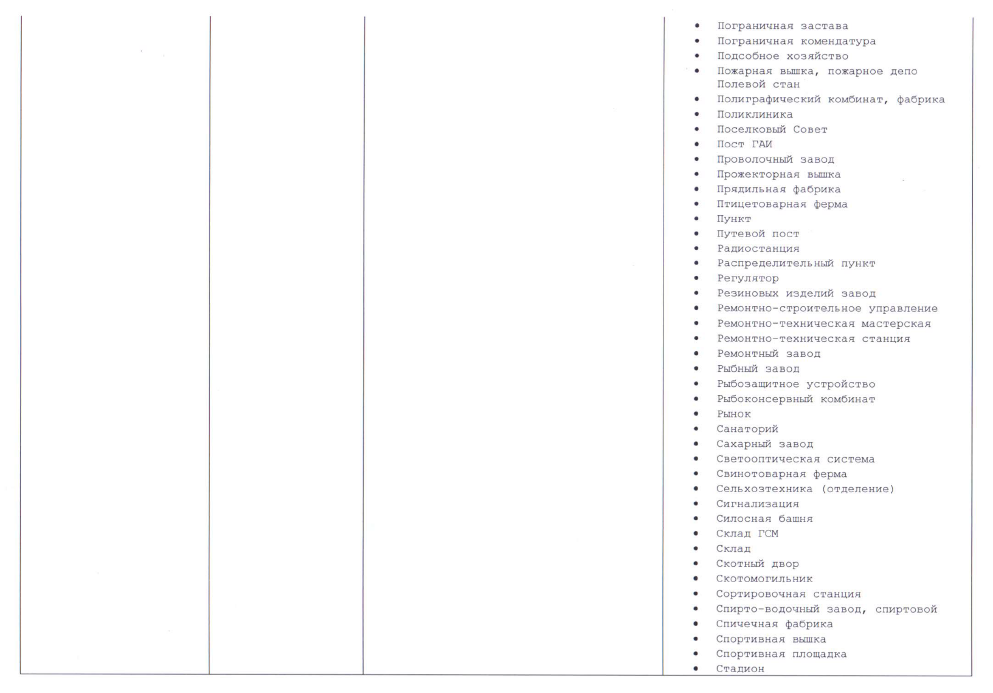 • Пограничная застава
• Пограничная комендатура
• Подсобное хозяйство
• Пожарная вышка, пожарное депо
Полевой стан
• Полиграфический комбинат, фабрика
• Поликлиника
• Поселковый Совет
• Пост ГАИ
• Проволочный завод
• Прожекторная вышка
• Прядильная фабрика
• Птицетоварная ферма
• Пункт
• Путевой пост
• Радиостанция
• Распределительный пункт
• Регулятор
• Резиновых изделий завод
• Ремонтно-строительное управление
• Ремонтно-техническая мастерская
• Ремонтно-техническая станция
• Ремонтный завод
• Рыбный завод
• Рыбозащитное устройство
• Рыбоконсервный комбинат
• Рынок
• Санаторий
• Сахарный завод
• Светооптическая система
• Свинотоварная ферма
• Сельхозтехника (отделение)
• Сигнализация
• Силосная башня
• Склад ГСМ
• Склад
• Скотный двор
• Скотомогильник
• Сортировочная станция
• Спирто-водочный завод, спиртовой
• Спичечная фабрика
• Спортивная вышка
• Спортивная площадка
• Стадион